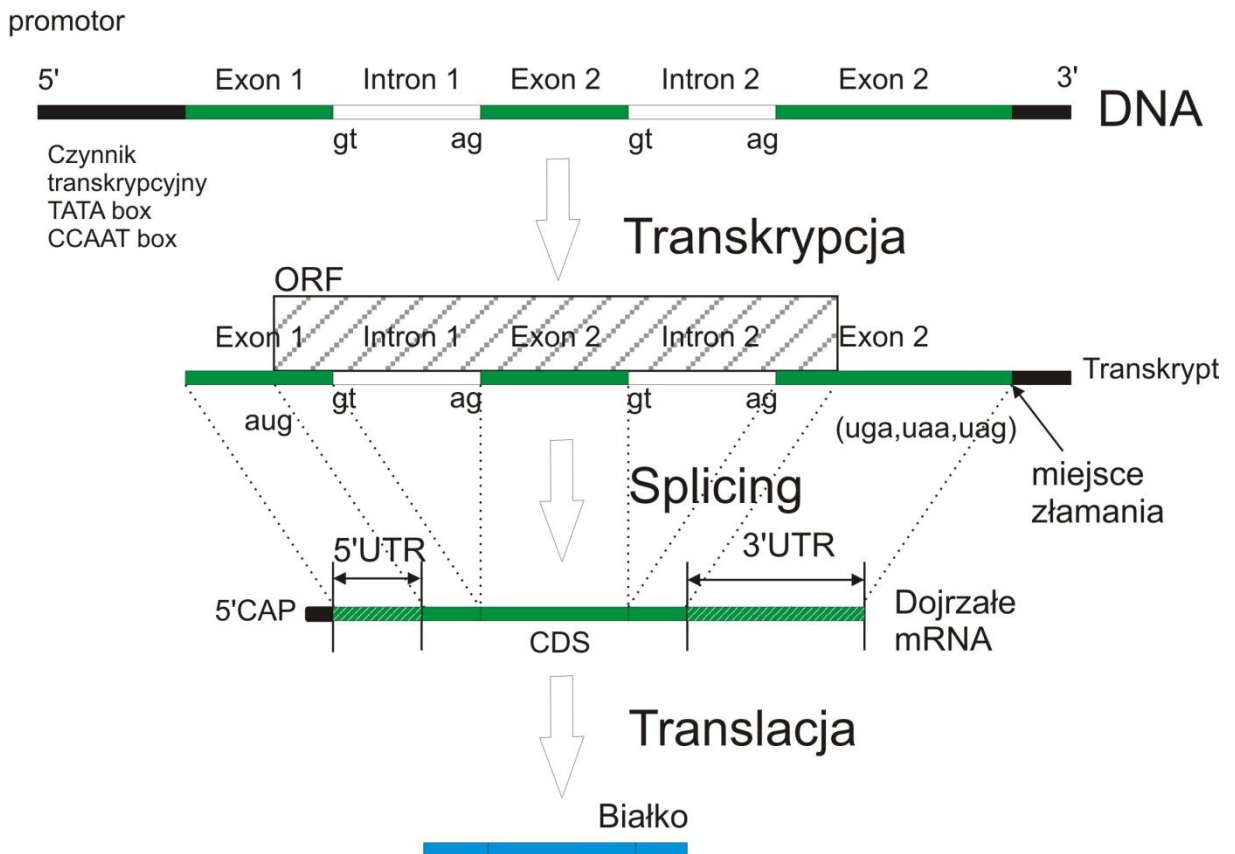 promotor
5' Exon 1 Intron 1 Exon 2 Intron 2 Exon 2 3'
DNA
gt ag gt ag
Czynnik
transkrypcyjny
TATA box
CCAAT box
Transkrypcja
ORF
Exon 1 Intron 1 Exon 2 Intron 2 Exon 2
Transkrypt
aug gt ag gt ag (uga,uaa,uag)
miejsce
złamania
Splicing
5'UTR 3'UTR
5'CAP
CDS
Dojrzałe
mRNA
Translacja
Białko